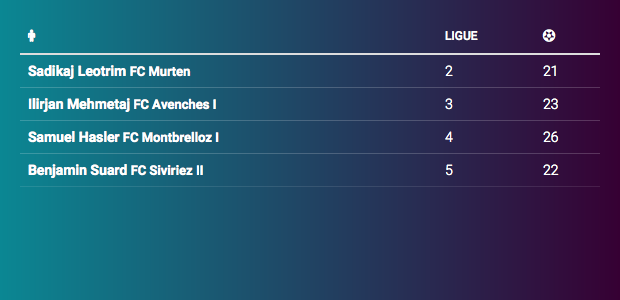 LIGUE
Sadikaj Leotrim FC Murten 2 21
Ilirjan Mehmetaj FC Avenches I 3 23
Samuel Hasler FC Montbrelloz I 4 26
Benjamin Suard FC Siviriez II 5 22